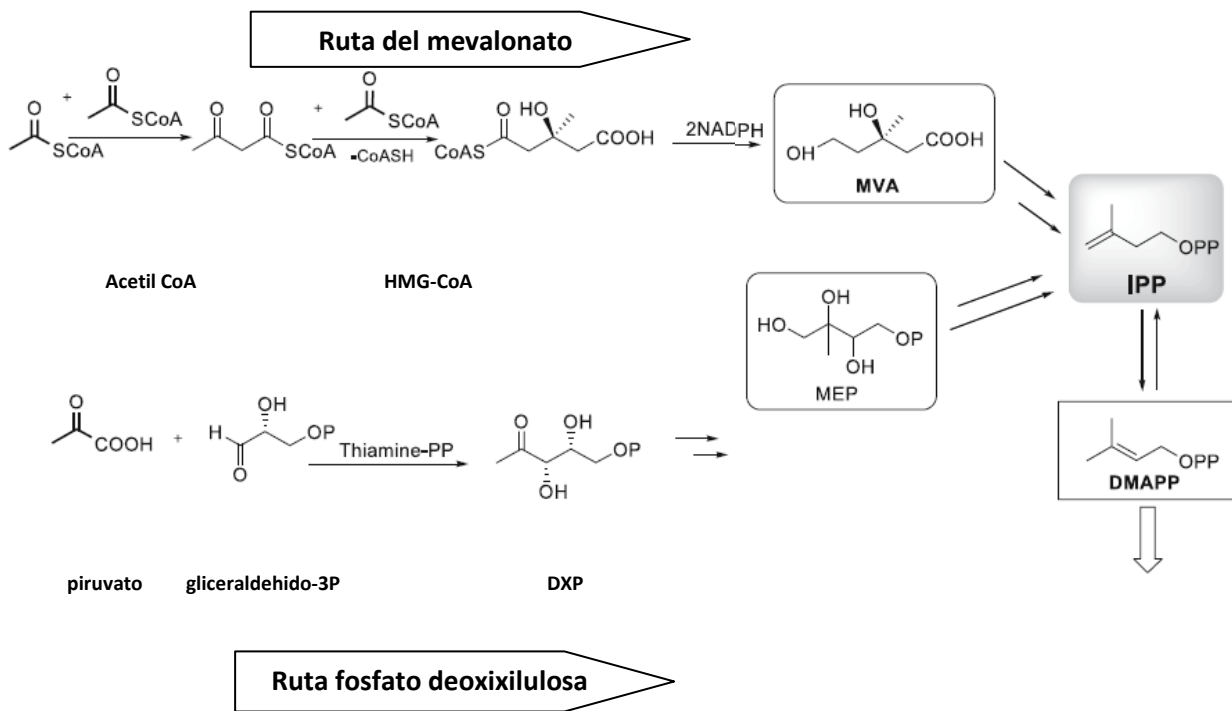 Ruta del mevalonato
O
+
O
SCoA
SCoA
O O
SCoA
+
O
SCoA
-CoASH
O HO
CoAS COOH
2NADPH
HO
OH COOH
MVA
OPP
IPP
Acetil CoA
HMG-CoA
OH
HO
OP
OH
MEP
O
COOH
+
OH
H
OP
O
Thiamine-PP
O OH
OP
OH
OPP
DMAPP
piruvato
gliceraldehido-3P
DXP
Ruta fosfato deoxixilulosa